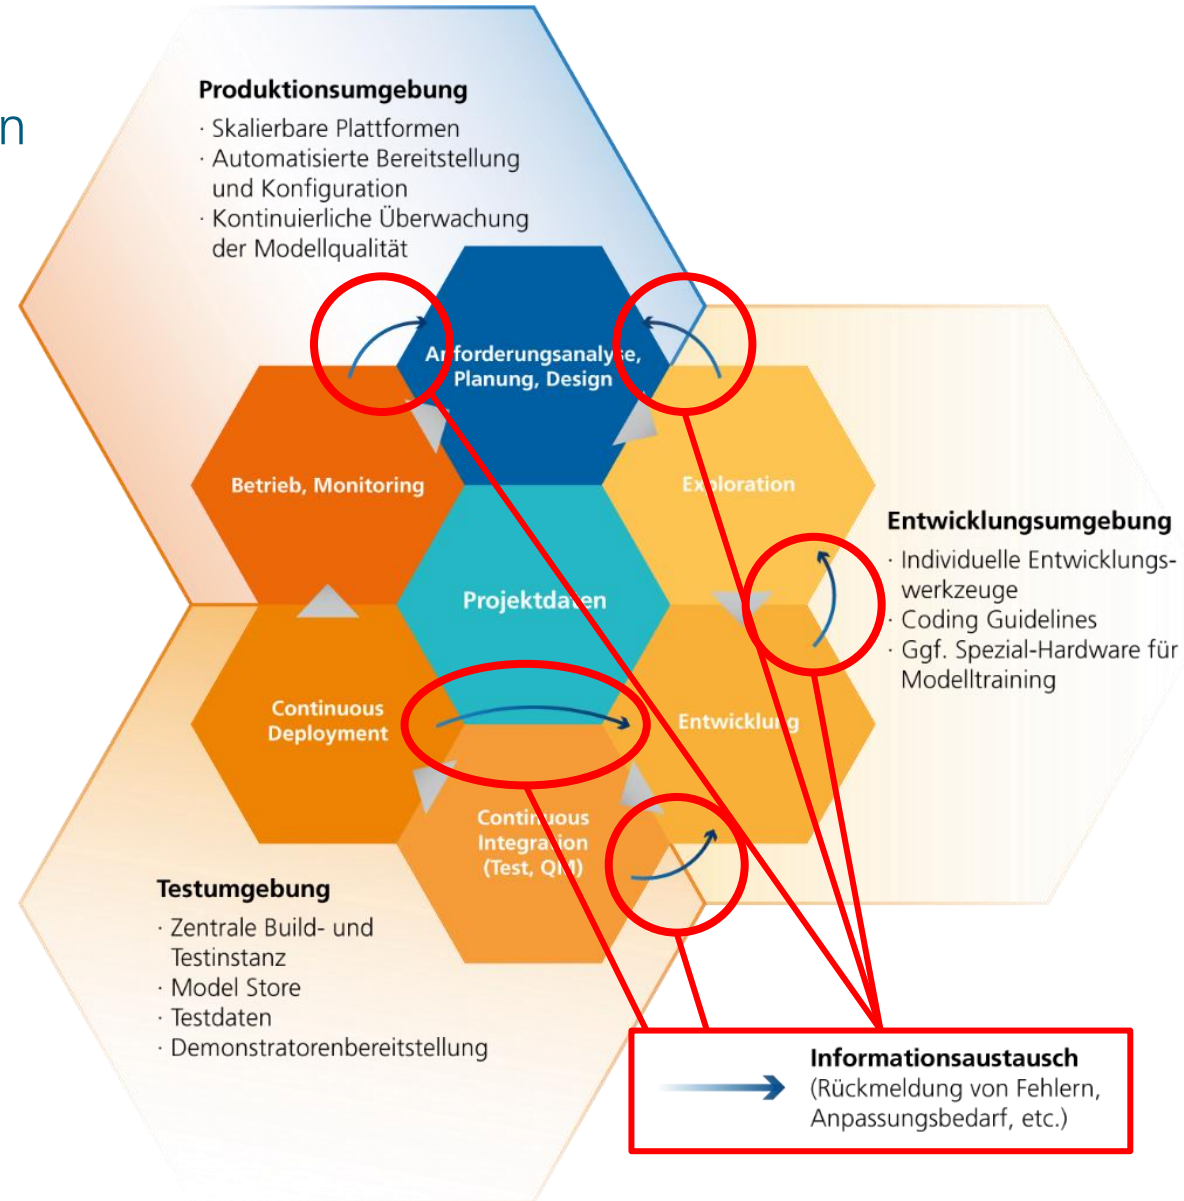 n
Produktionsumgebung
· Skalierbare Plattformen
· Automatisierte Bereitstellung
und Konfiguration
· Kontinuierliche Überwachung
der Modellqualität
Anforderungsanalyse,
Planung, Design
Betrieb, Monitoring
Exploration
Entwicklungsumgebung
· Individuelle Entwicklungs-
werkzeuge
· Coding Guidelines
· Ggf. Spezial-Hardware für
Modelltraining
Projektdaten
Continuous
Deployment
Entwicklung
Continuous
Integration
(Test, QM)
Testumgebung
· Zentrale Build- und
Testinstanz
· Model Store
· Testdaten
· Demonstratorenbereitstellung
Informationsaustausch
(Rückmeldung von Fehlern,
Anpassungsbedarf, etc.)